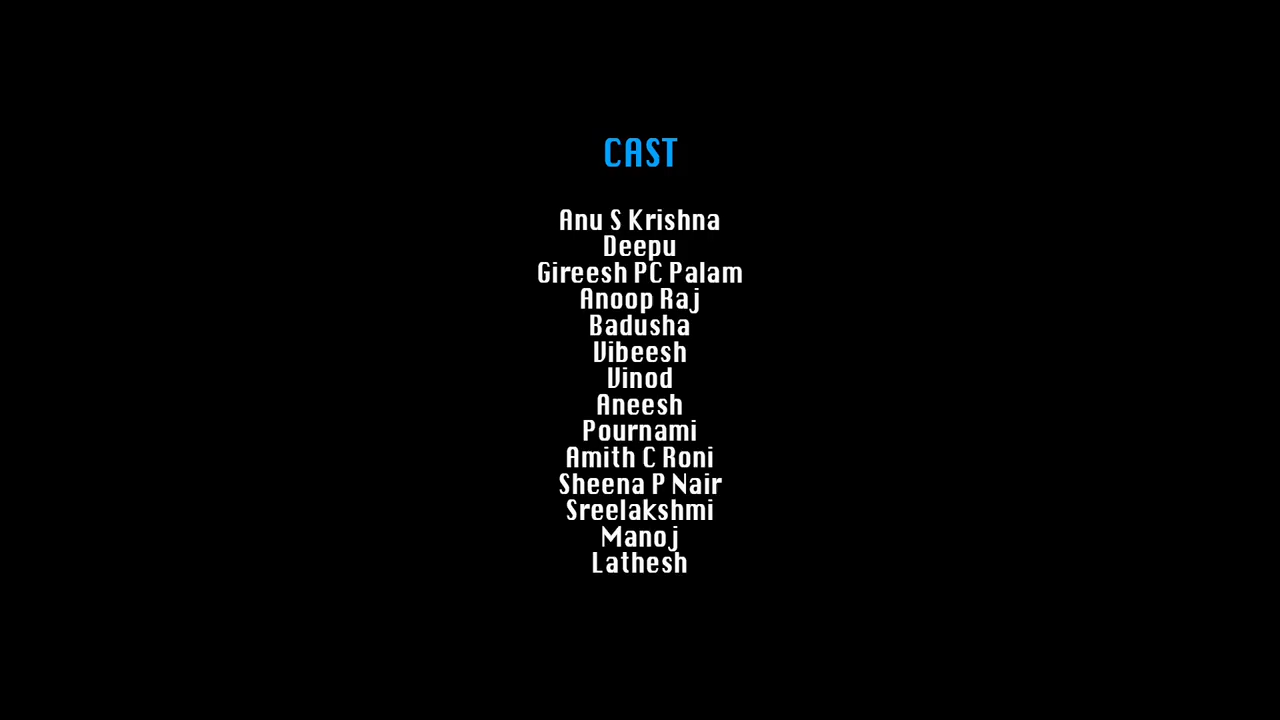 CAST
Anu S Krishna
Deepu
Gireesh PC Palam
Anoop Raj
Badusha
Vibeesh
Vinod
Aneesh
Pournami
Amith C Roni
Sheena P Nair
Sreelakshmi
Manoj
Lathesh